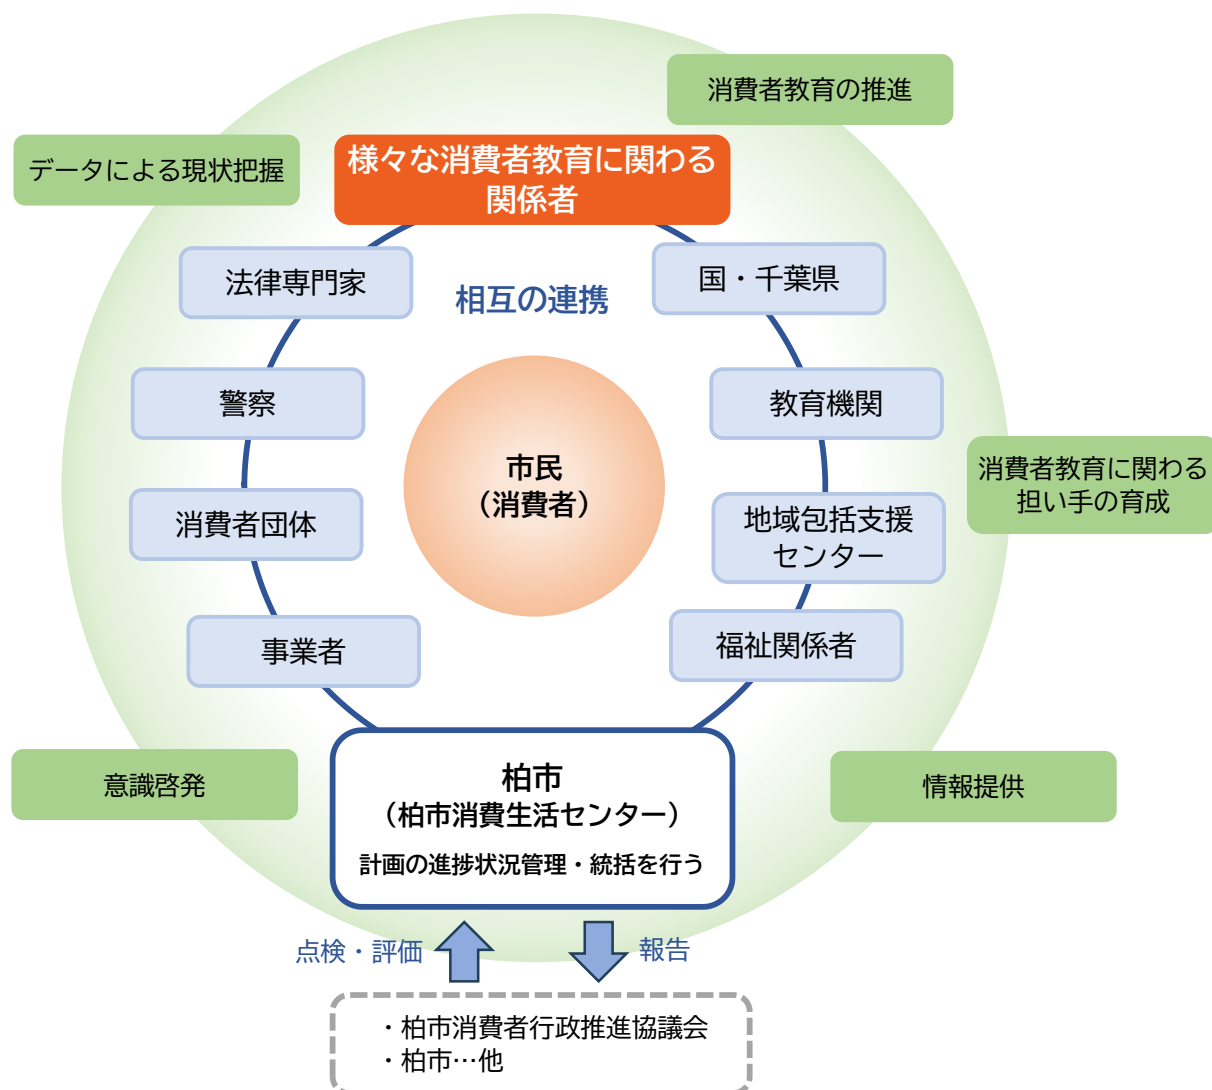 消費者教育の推進
データによる現状把握
様々な消費者教育に関わる
関係者
法律専門家
国・千葉県
相互の連携
警察
教育機関
市民
（消費者）
消費者教育に関わる
担い手の育成
消費者団体
地域包括支援
センター
事業者
福祉関係者
意識啓発
情報提供
柏市
（柏市消費生活センター）
計画の進捗状況管理・統括を行う
点検・評価
報告
・柏市消費者行政推進協議会
・柏市…他